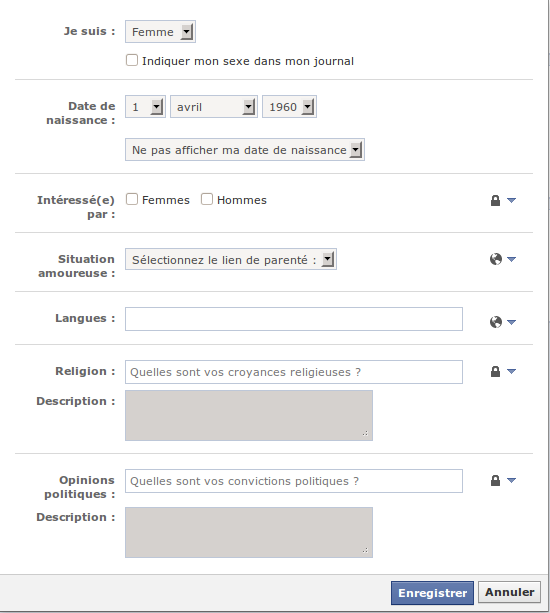 Je suis : Femme
Indiquer mon sexe dans mon journal
Date de
naissance :
1 avril 1960
Ne pas afficher ma date de naissance
Intéressé(e)
par :
Femmes Hommes
Situation
amoureuse :
Sélectionnez le lien de parenté :
Langues :
Religion : Quelles sont vos croyances religieuses ?
Description :
Opinions
politiques :
Quelles sont vos convictions politiques ?
Description :
Enregistrer Annuler